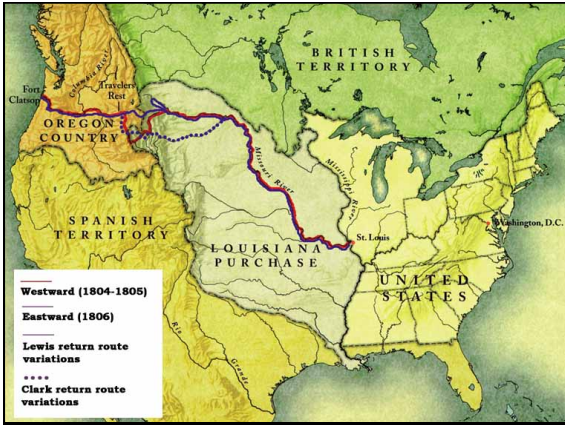 BRITISH
TERRITORY
Columbia River
Fort
Clatsop
Travelers
Rest
OREGON
COUNTRY
Missouri River
Mississippi River
Washington, D.C.
St. Louis
SPANISH
TERRITORY
LOUISIANA
PURCHASE
UNITED
STATES
Rio Grande
Westward (1804-1805)
Eastward (1806)
Lewis return route
variations
Clark return route
variations